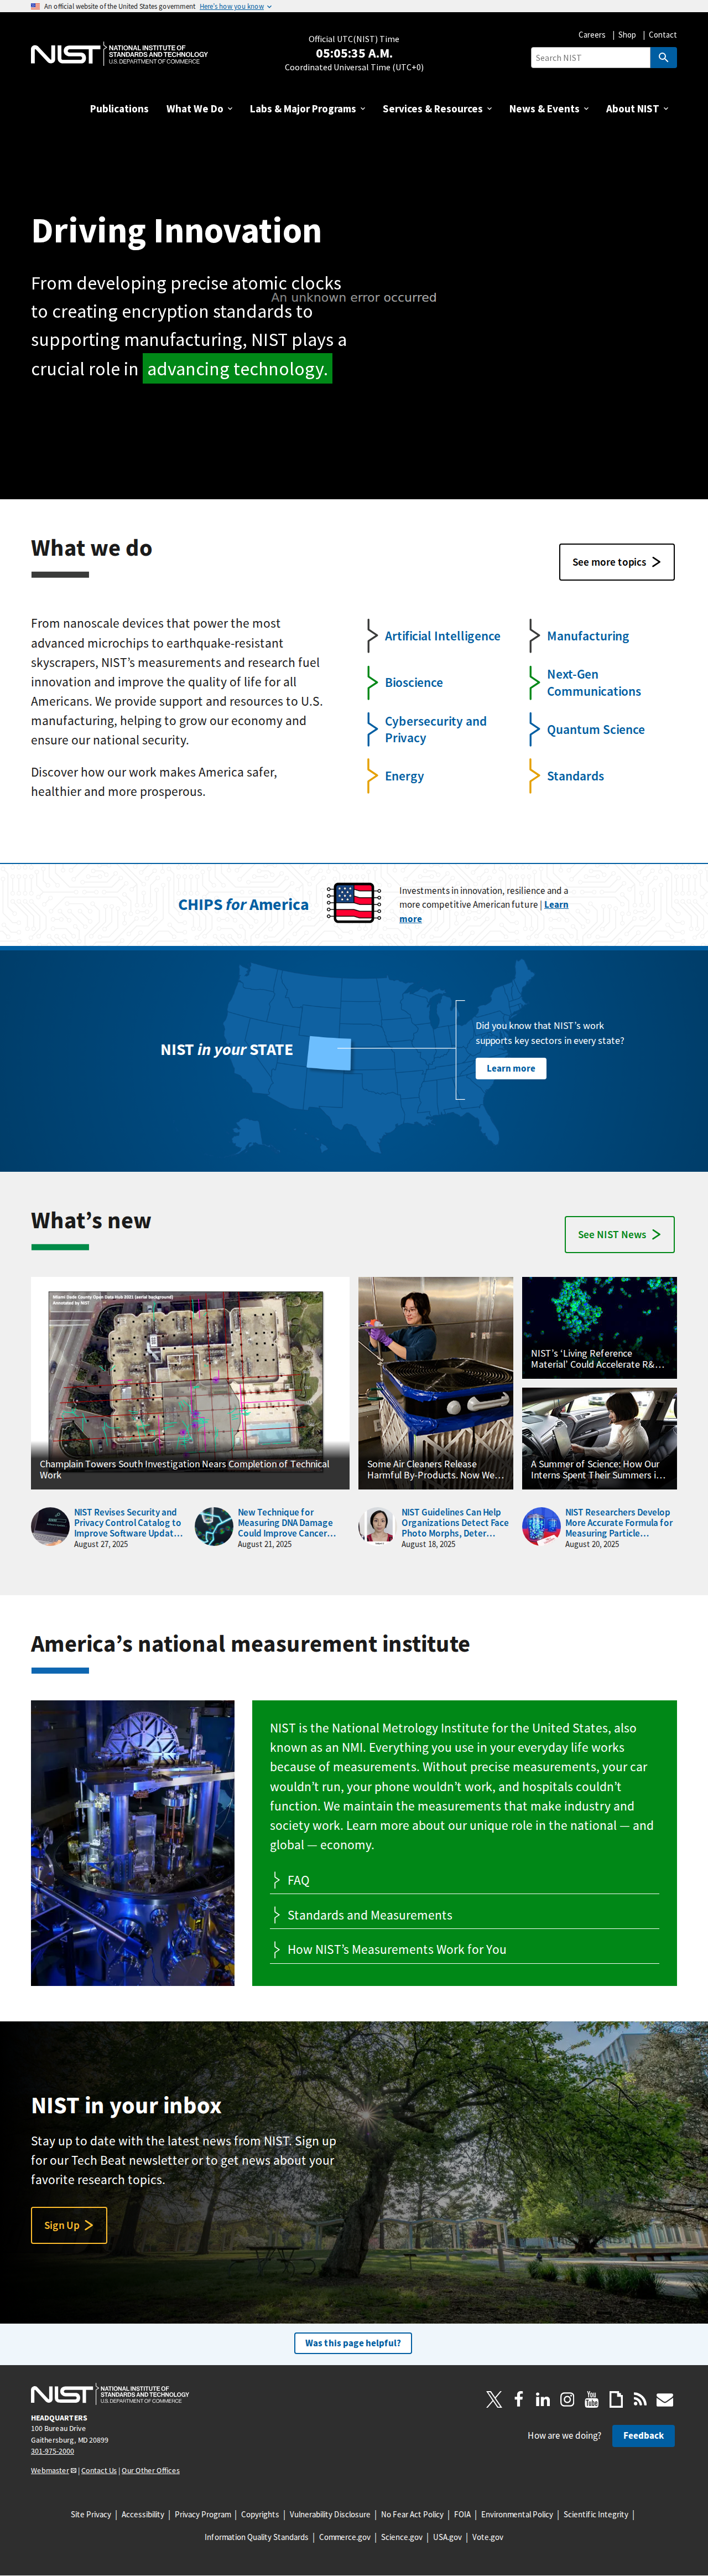 An official website of the United States government Here's how you know
NIST NATIONAL INSTITUTE OF
STANDARDS AND TECHNOLOGY
U.S. DEPARTMENT OF COMMERCE
Official UTC(NIST) Time
05:05:35 A.M.
Coordinated Universal Time (UTC+0)
Careers | Shop | Contact
Search NIST
Publications What We Do Labs & Major Programs Services & Resources News & Events About NIST
Driving Innovation
From developing precise atomic clocks
An unknown error occurred
to creating encryption standards to
supporting manufacturing, NIST plays a
crucial role in advancing technology.
What we do
See more topics
From nanoscale devices that power the most
advanced microchips to earthquake-resistant
skyscrapers, NIST’s measurements and research fuel
innovation and improve the quality of life for all
Americans. We provide support and resources to U.S.
manufacturing, helping to grow our economy and
ensure our national security.
Discover how our work makes America safer,
healthier and more prosperous.
Artificial Intelligence
Manufacturing
Bioscience
Next-Gen
Communications
Cybersecurity and
Privacy
Quantum Science
Energy
Standards
CHIPS for America
Investments in innovation, resilience and a
more competitive American future | Learn
more
NIST in your STATE
Did you know that NIST’s work
supports key sectors in every state?
Learn more
What’s new
See NIST News
Miami Dade County Open Data Hub 2021 (aerial background)
Annotated by NIST
Champlain Towers South Investigation Nears Completion of Technical
Work
Some Air Cleaners Release
Harmful By-Products. Now We…
NIST’s ‘Living Reference
Material’ Could Accelerate R&…
A Summer of Science: How Our
Interns Spent Their Summers i…
NIST Revises Security and
Privacy Control Catalog to
Improve Software Updat…
August 27, 2025
New Technique for
Measuring DNA Damage
Could Improve Cancer…
August 21, 2025
NIST Guidelines Can Help
Organizations Detect Face
Photo Morphs, Deter…
August 18, 2025
NIST Researchers Develop
More Accurate Formula for
Measuring Particle…
August 20, 2025
America’s national measurement institute
NIST is the National Metrology Institute for the United States, also
known as an NMI. Everything you use in your everyday life works
because of measurements. Without precise measurements, your car
wouldn’t run, your phone wouldn’t work, and hospitals couldn’t
function. We maintain the measurements that make industry and
society work. Learn more about our unique role in the national — and
global — economy.
FAQ
Standards and Measurements
How NIST’s Measurements Work for You
NIST in your inbox
Stay up to date with the latest news from NIST. Sign up
for our Tech Beat newsletter or to get news about your
favorite research topics.
Sign Up
Was this page helpful?
NIST NATIONAL INSTITUTE OF
STANDARDS AND TECHNOLOGY
U.S. DEPARTMENT OF COMMERCE
HEADQUARTERS
100 Bureau Drive
Gaithersburg, MD 20899
301-975-2000
Webmaster | Contact Us | Our Other Offices
You
Tube
How are we doing? Feedback
Site Privacy | Accessibility | Privacy Program | Copyrights | Vulnerability Disclosure | No Fear Act Policy | FOIA | Environmental Policy | Scientific Integrity |
Information Quality Standards | Commerce.gov | Science.gov | USA.gov | Vote.gov